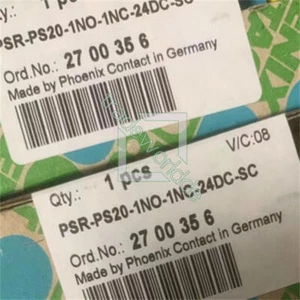 1 pcs
PSR-PS20-1NO-1NC-24DC-SC
Ord.No.: 27 00 35 6
Made by Phoenix Contact in Germany
V/C:08
Qty.: 1 pcs
PSR-PS20-1NO-1NC-24DC-SC
Ord.No.: 27 00 35 6
Made by Phoenix Contact in Germany